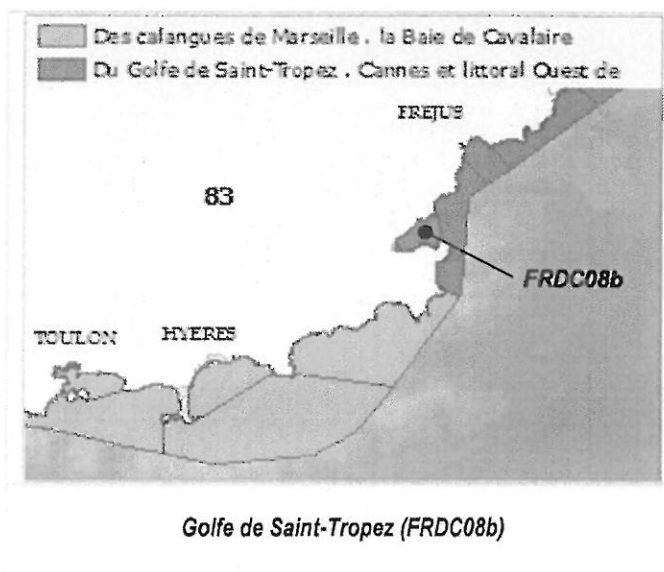 Des calangues de Marseille . la Baie de Cavalaire
Du Golfe de Saint-Tropez . Cannes et littoral Ouest de
FREJUS
83
FRDC08b
TOULON
HYERES
Golfe de Saint-Tropez (FRDC08b)